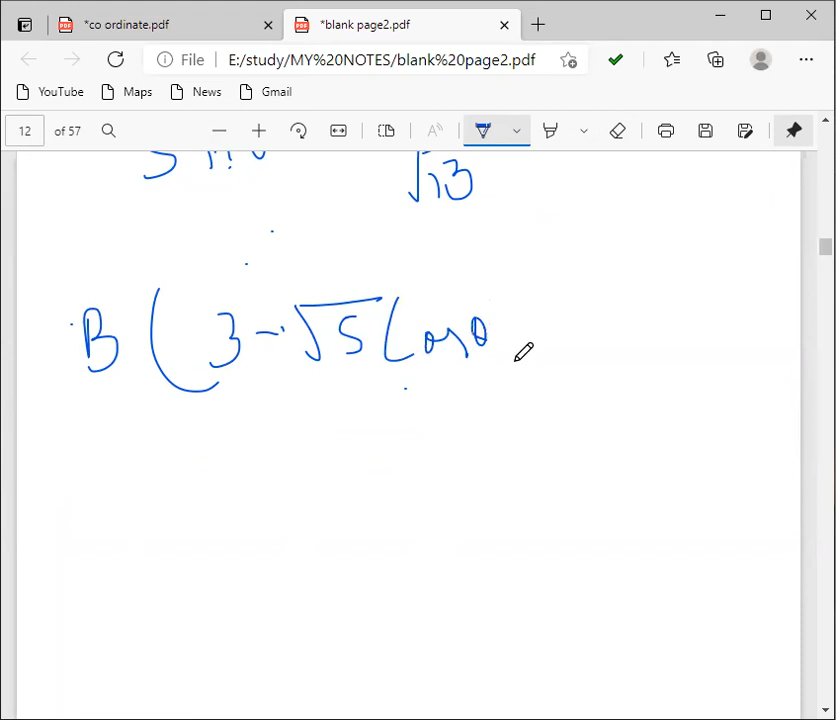 *co ordinate.pdf
*blank page2.pdf
File E:/study/MY%20NOTES/blank%20page2.pdf
YouTube Maps News Gmail
12 of 57
√13
B ( 3 - √5 Cosθ